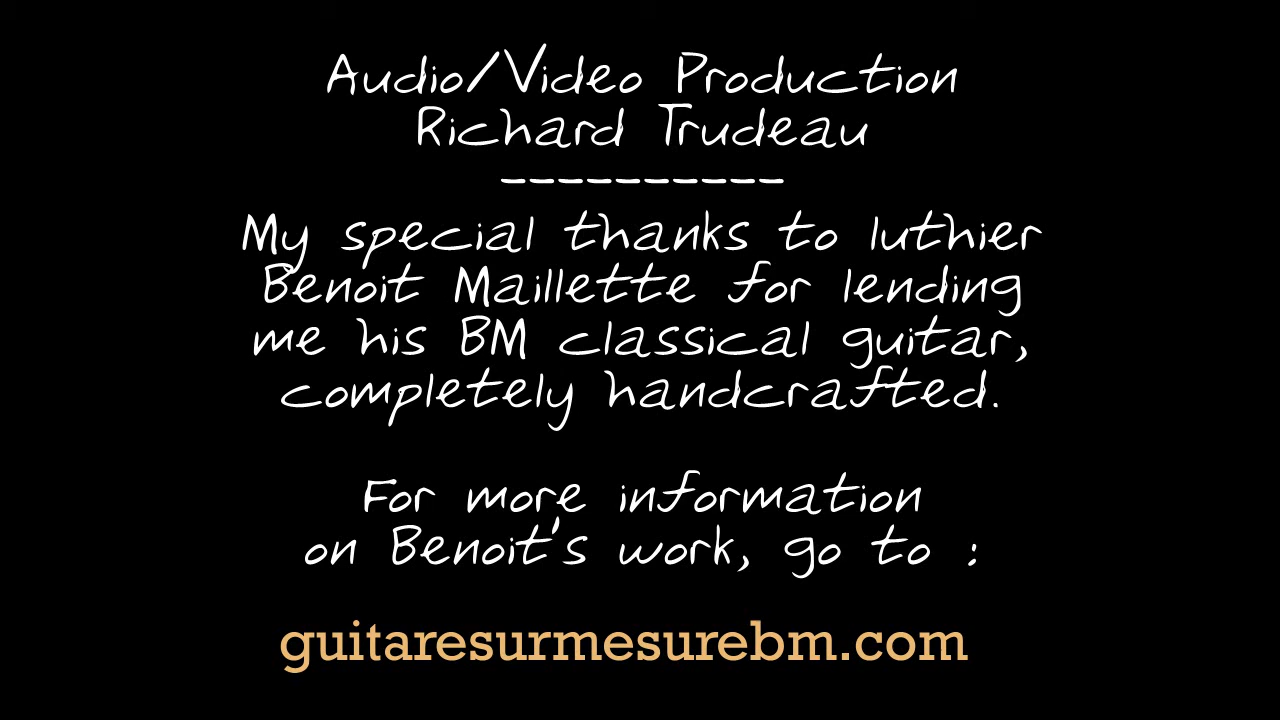 Audio/Video Production
Richard Trudeau
----------
My special thanks to luthier
Benoit Maillette for lending
me his BM classical guitar,
completely handcrafted.
For more information
on Benoit's work, go to :
guitaresurmesurebm.com